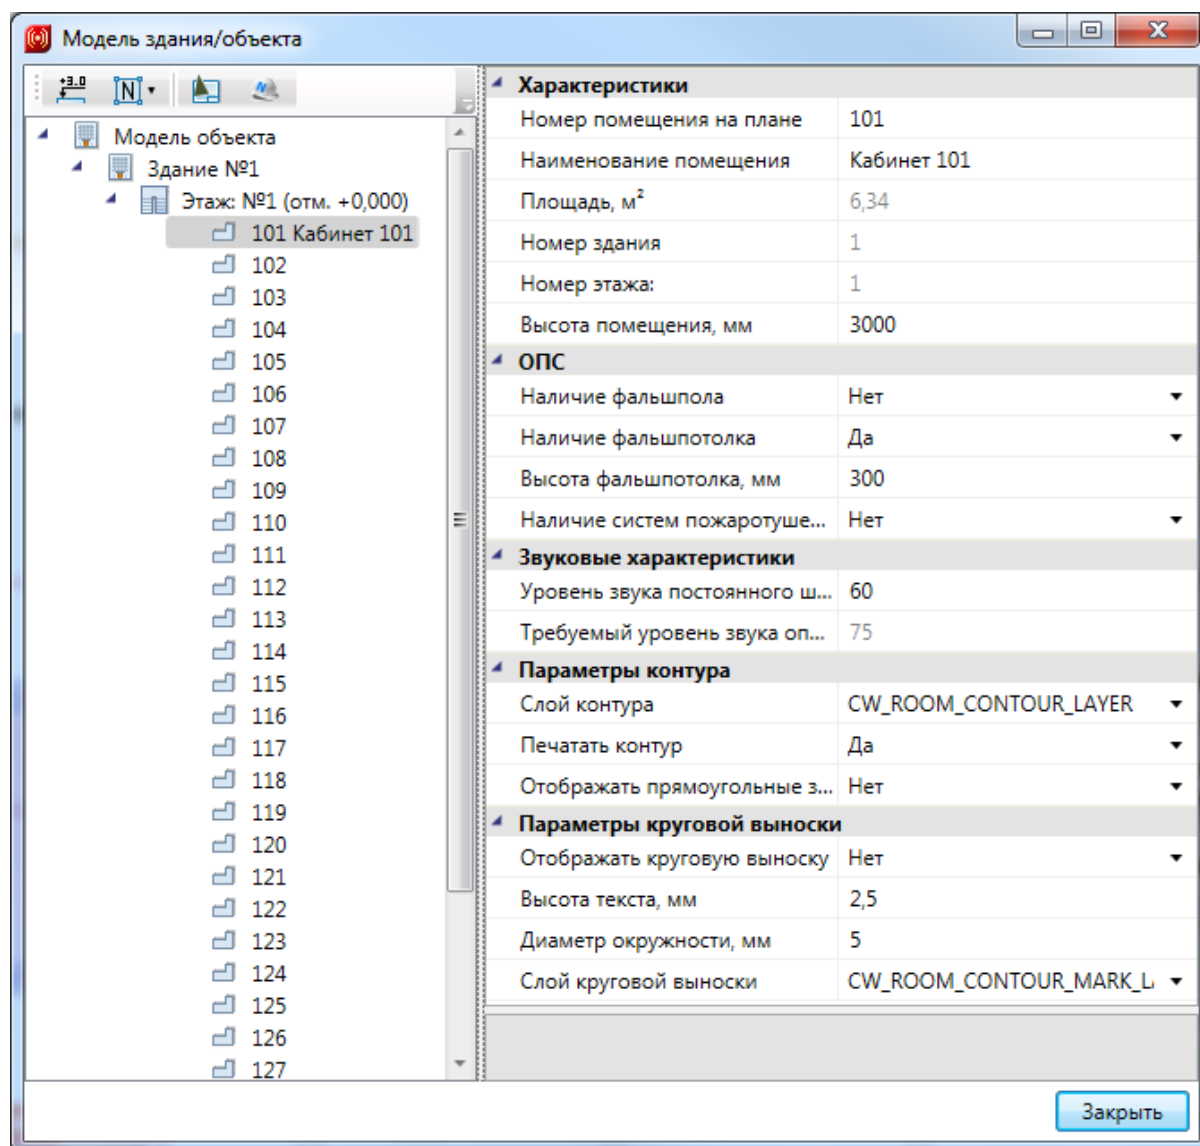 Модель здания/объекта
+3.0
N
Модель объекта
Здание №1
Этаж: №1 (отм. +0,000)
101 Кабинет 101
102
103
104
105
106
107
108
109
110
111
112
113
114
115
116
117
118
119
120
121
122
123
124
125
126
127
Характеристики
Номер помещения на плане 101
Наименование помещения Кабинет 101
Площадь, м² 6,34
Номер здания 1
Номер этажа: 1
Высота помещения, мм 3000
ОПС
Наличие фальшпола Нет
Наличие фальшпотолка Да
Высота фальшпотолка, мм 300
Наличие систем пожаротуше... Нет
Звуковые характеристики
Уровень звука постоянного ш... 60
Требуемый уровень звука оп... 75
Параметры контура
Слой контура CW_ROOM_CONTOUR_LAYER
Печатать контур Да
Отображать прямоугольные з... Нет
Параметры круговой выноски
Отображать круговую выноску Нет
Высота текста, мм 2,5
Диаметр окружности, мм 5
Слой круговой выноски CW_ROOM_CONTOUR_MARK_L
Закрыть